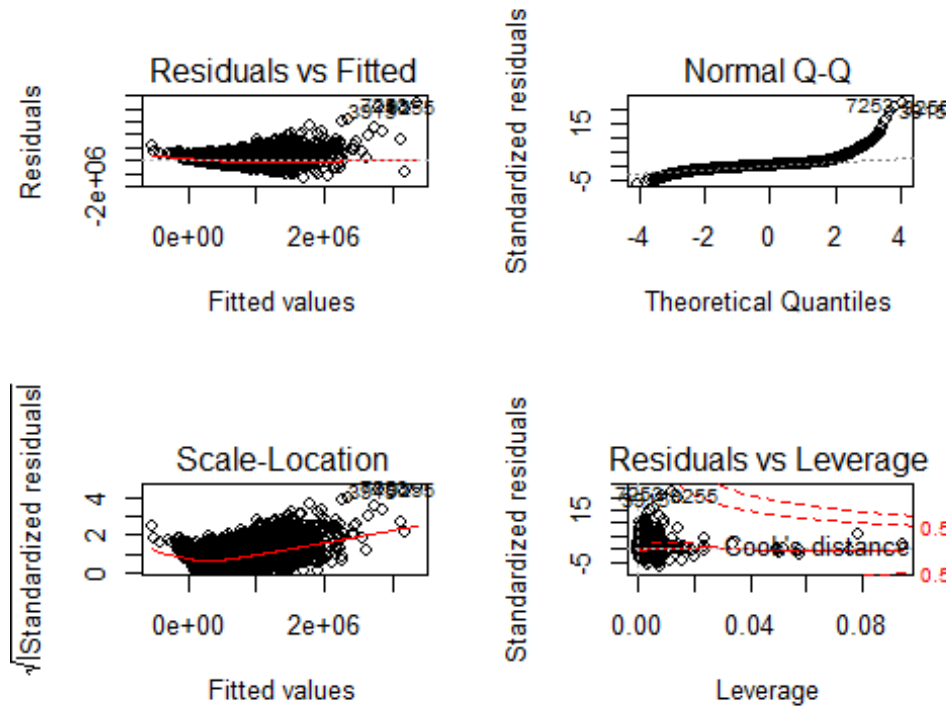 Residuals vs Fitted
Residuals
-2e+06
0e+00 2e+06
Fitted values
Normal Q-Q
Standardized residuals
-5 15
7253
-4 -2 0 2 4
Theoretical Quantiles
Scale-Location
√|Standardized residuals|
0 2 4
0e+00 2e+06
Fitted values
Residuals vs Leverage
Standardized residuals
-5 15
Cook's distance
0.5
0.5
0.00 0.04 0.08
Leverage